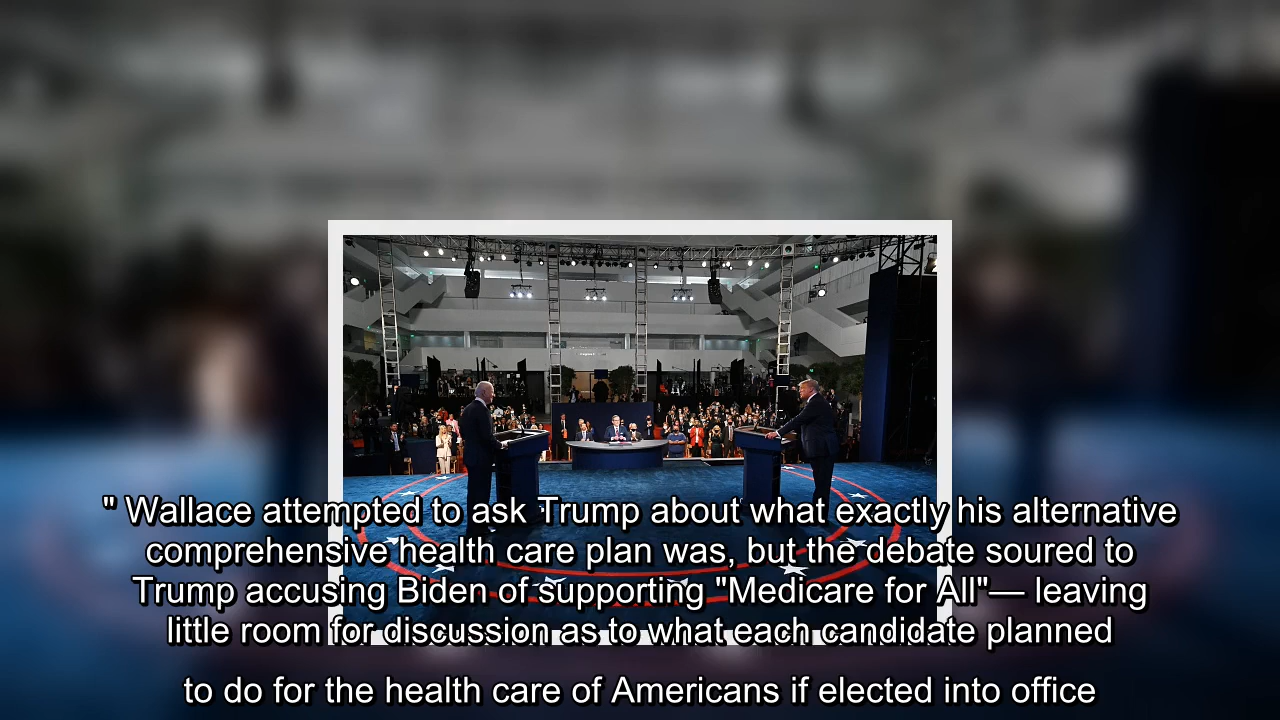 " Wallace attempted to ask Trump about what exactly his alternative
comprehensive health care plan was, but the debate soured to
Trump accusing Biden of supporting "Medicare for All"— leaving
little room for discussion as to what each candidate planned
to do for the health care of Americans if elected into office